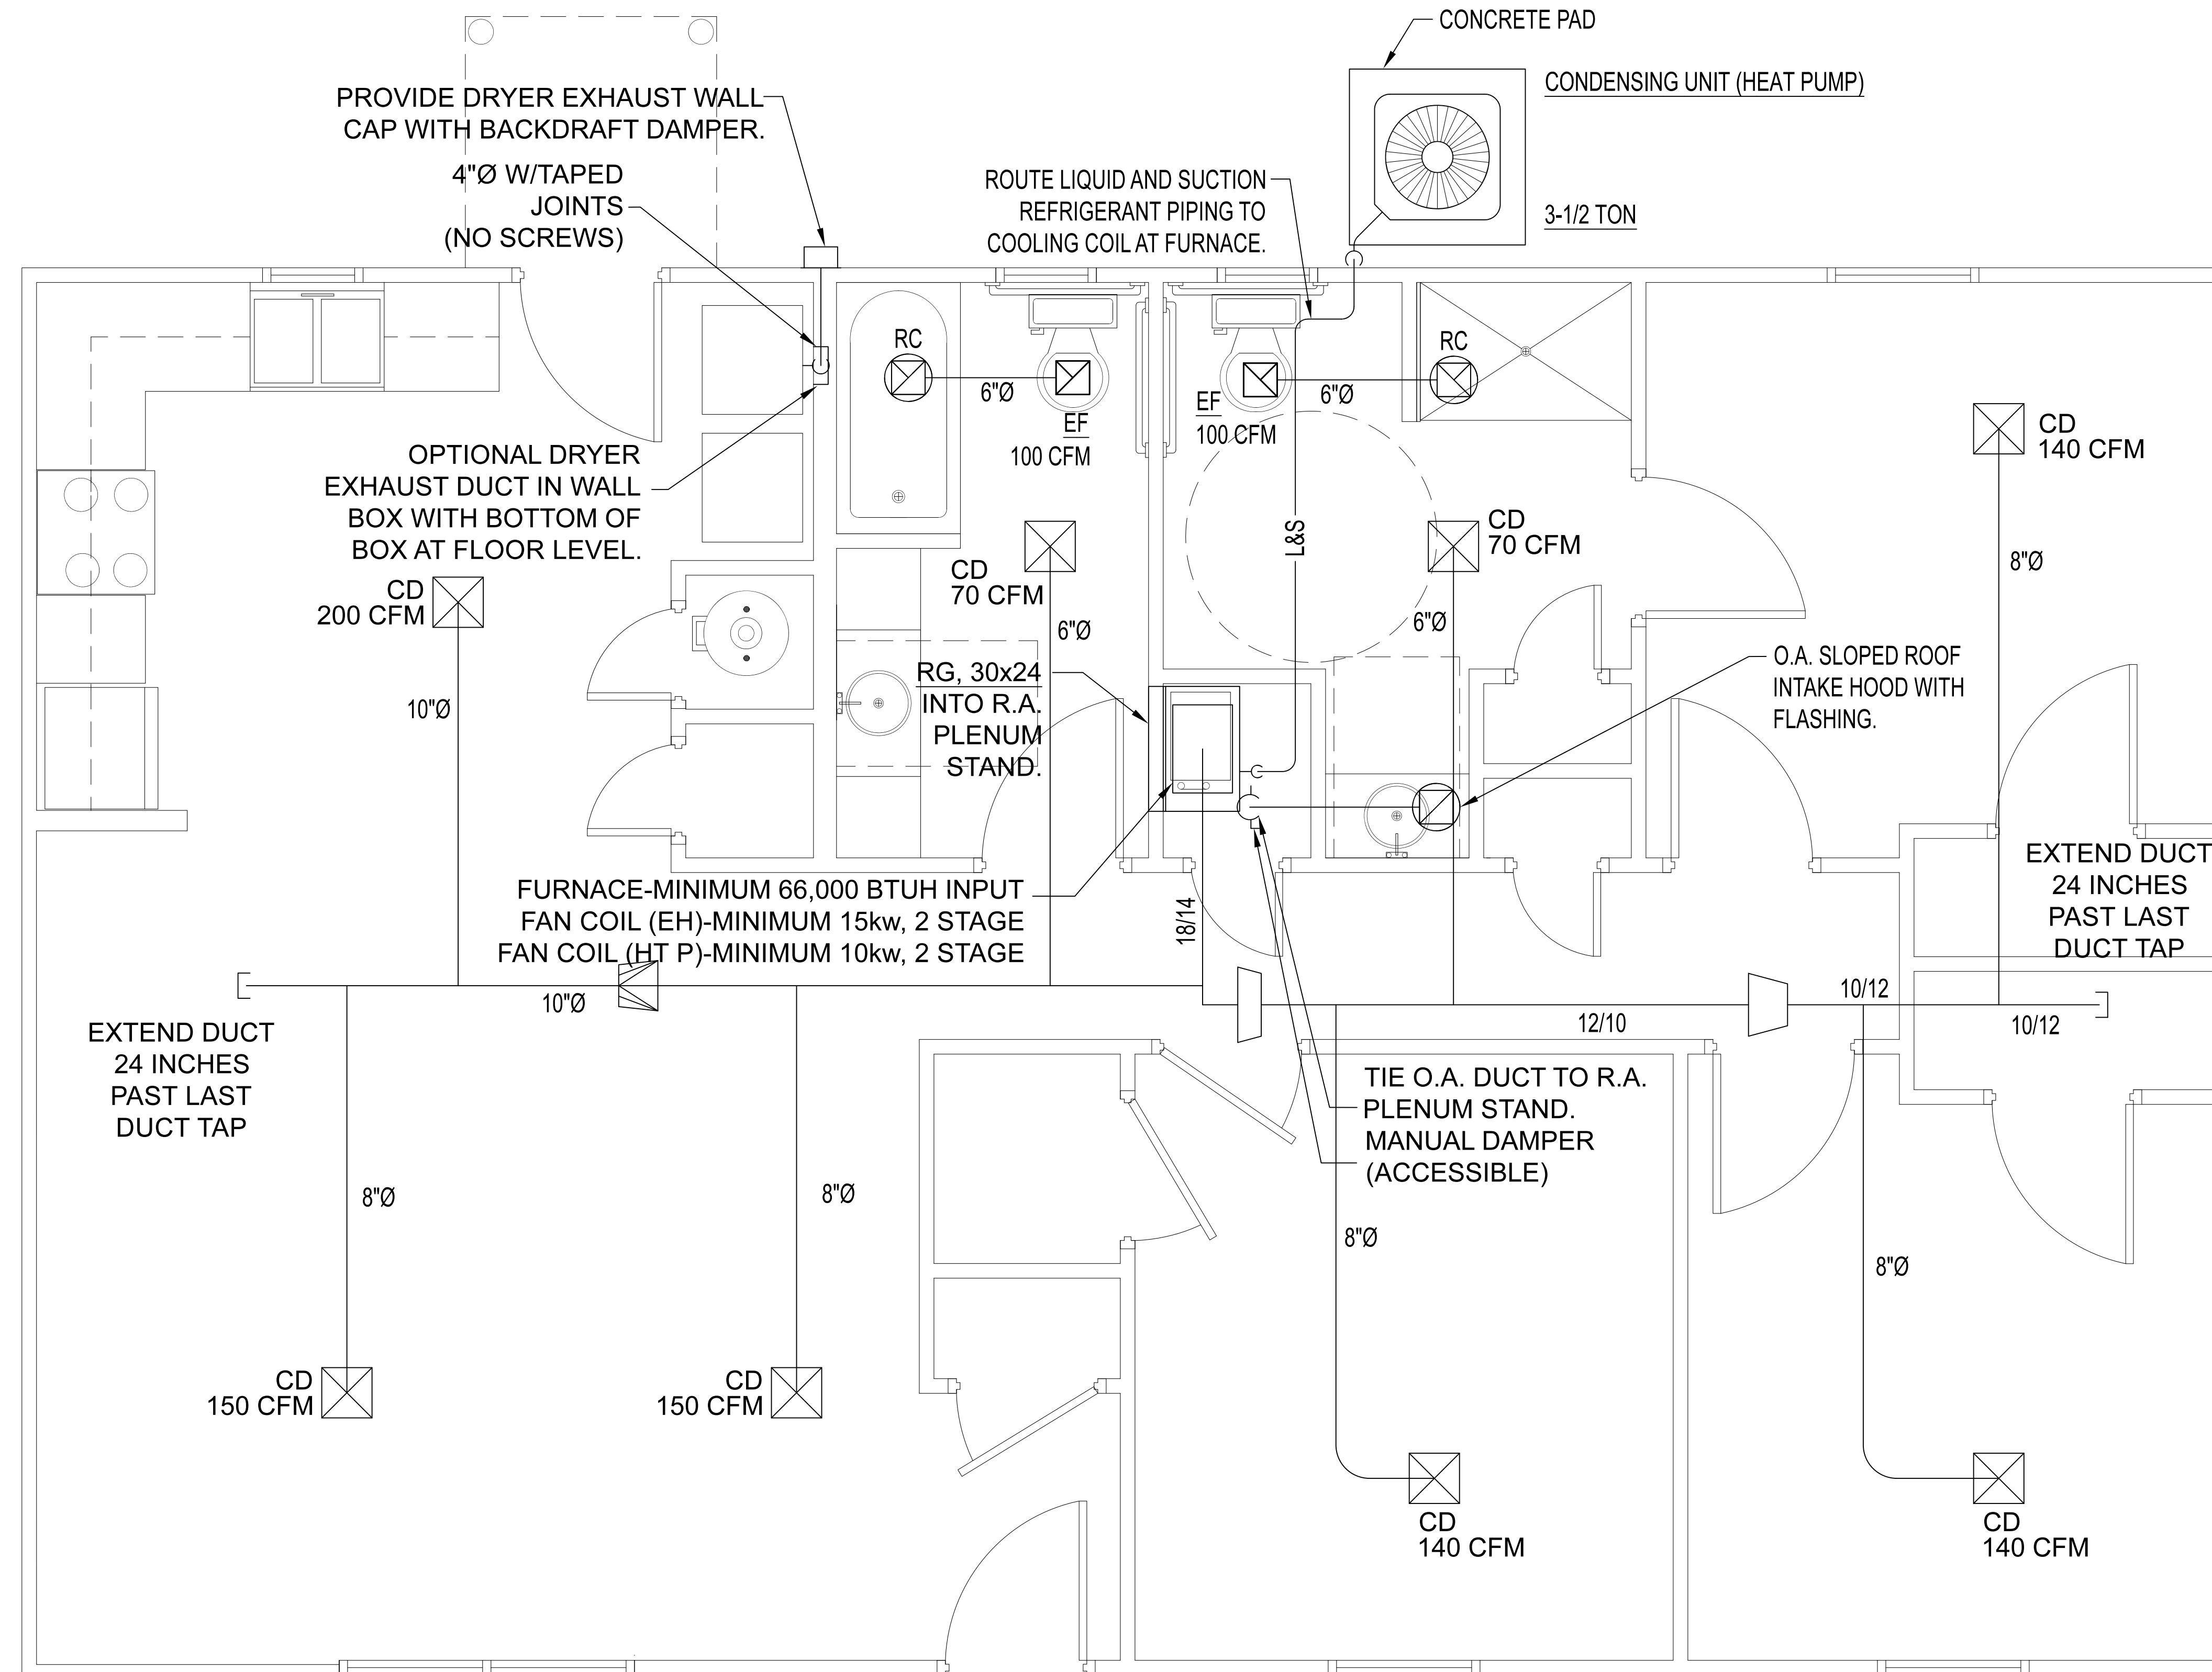 CONCRETE PAD
CONDENSING UNIT (HEAT PUMP)
3-1/2 TON
PROVIDE DRYER EXHAUST WALL
CAP WITH BACKDRAFT DAMPER.
4"Ø W/TAPED
JOINTS
(NO SCREWS)
ROUTE LIQUID AND SUCTION
REFRIGERANT PIPING TO
COOLING COIL AT FURNACE.
RC
6"Ø
EF
100 CFM
EF
100 CFM
6"Ø
RC
CD
140 CFM
8"Ø
OPTIONAL DRYER
EXHAUST DUCT IN WALL
BOX WITH BOTTOM OF
BOX AT FLOOR LEVEL.
CD
200 CFM
10"Ø
CD
70 CFM
6"Ø
L&S
CD
70 CFM
6"Ø
RG, 30x24
INTO R.A.
PLENUM
STAND.
O.A. SLOPED ROOF
INTAKE HOOD WITH
FLASHING.
FURNACE-MINIMUM 66,000 BTUH INPUT
FAN COIL (EH)-MINIMUM 15kw, 2 STAGE
FAN COIL (HT P)-MINIMUM 10kw, 2 STAGE
18/14
EXTEND DUCT
24 INCHES
PAST LAST
DUCT TAP
10"Ø
12/10
10/12
10/12
EXTEND DUCT
24 INCHES
PAST LAST
DUCT TAP
TIE O.A. DUCT TO R.A.
PLENUM STAND.
MANUAL DAMPER
(ACCESSIBLE)
8"Ø
8"Ø
8"Ø
8"Ø
CD
150 CFM
CD
150 CFM
CD
140 CFM
CD
140 CFM